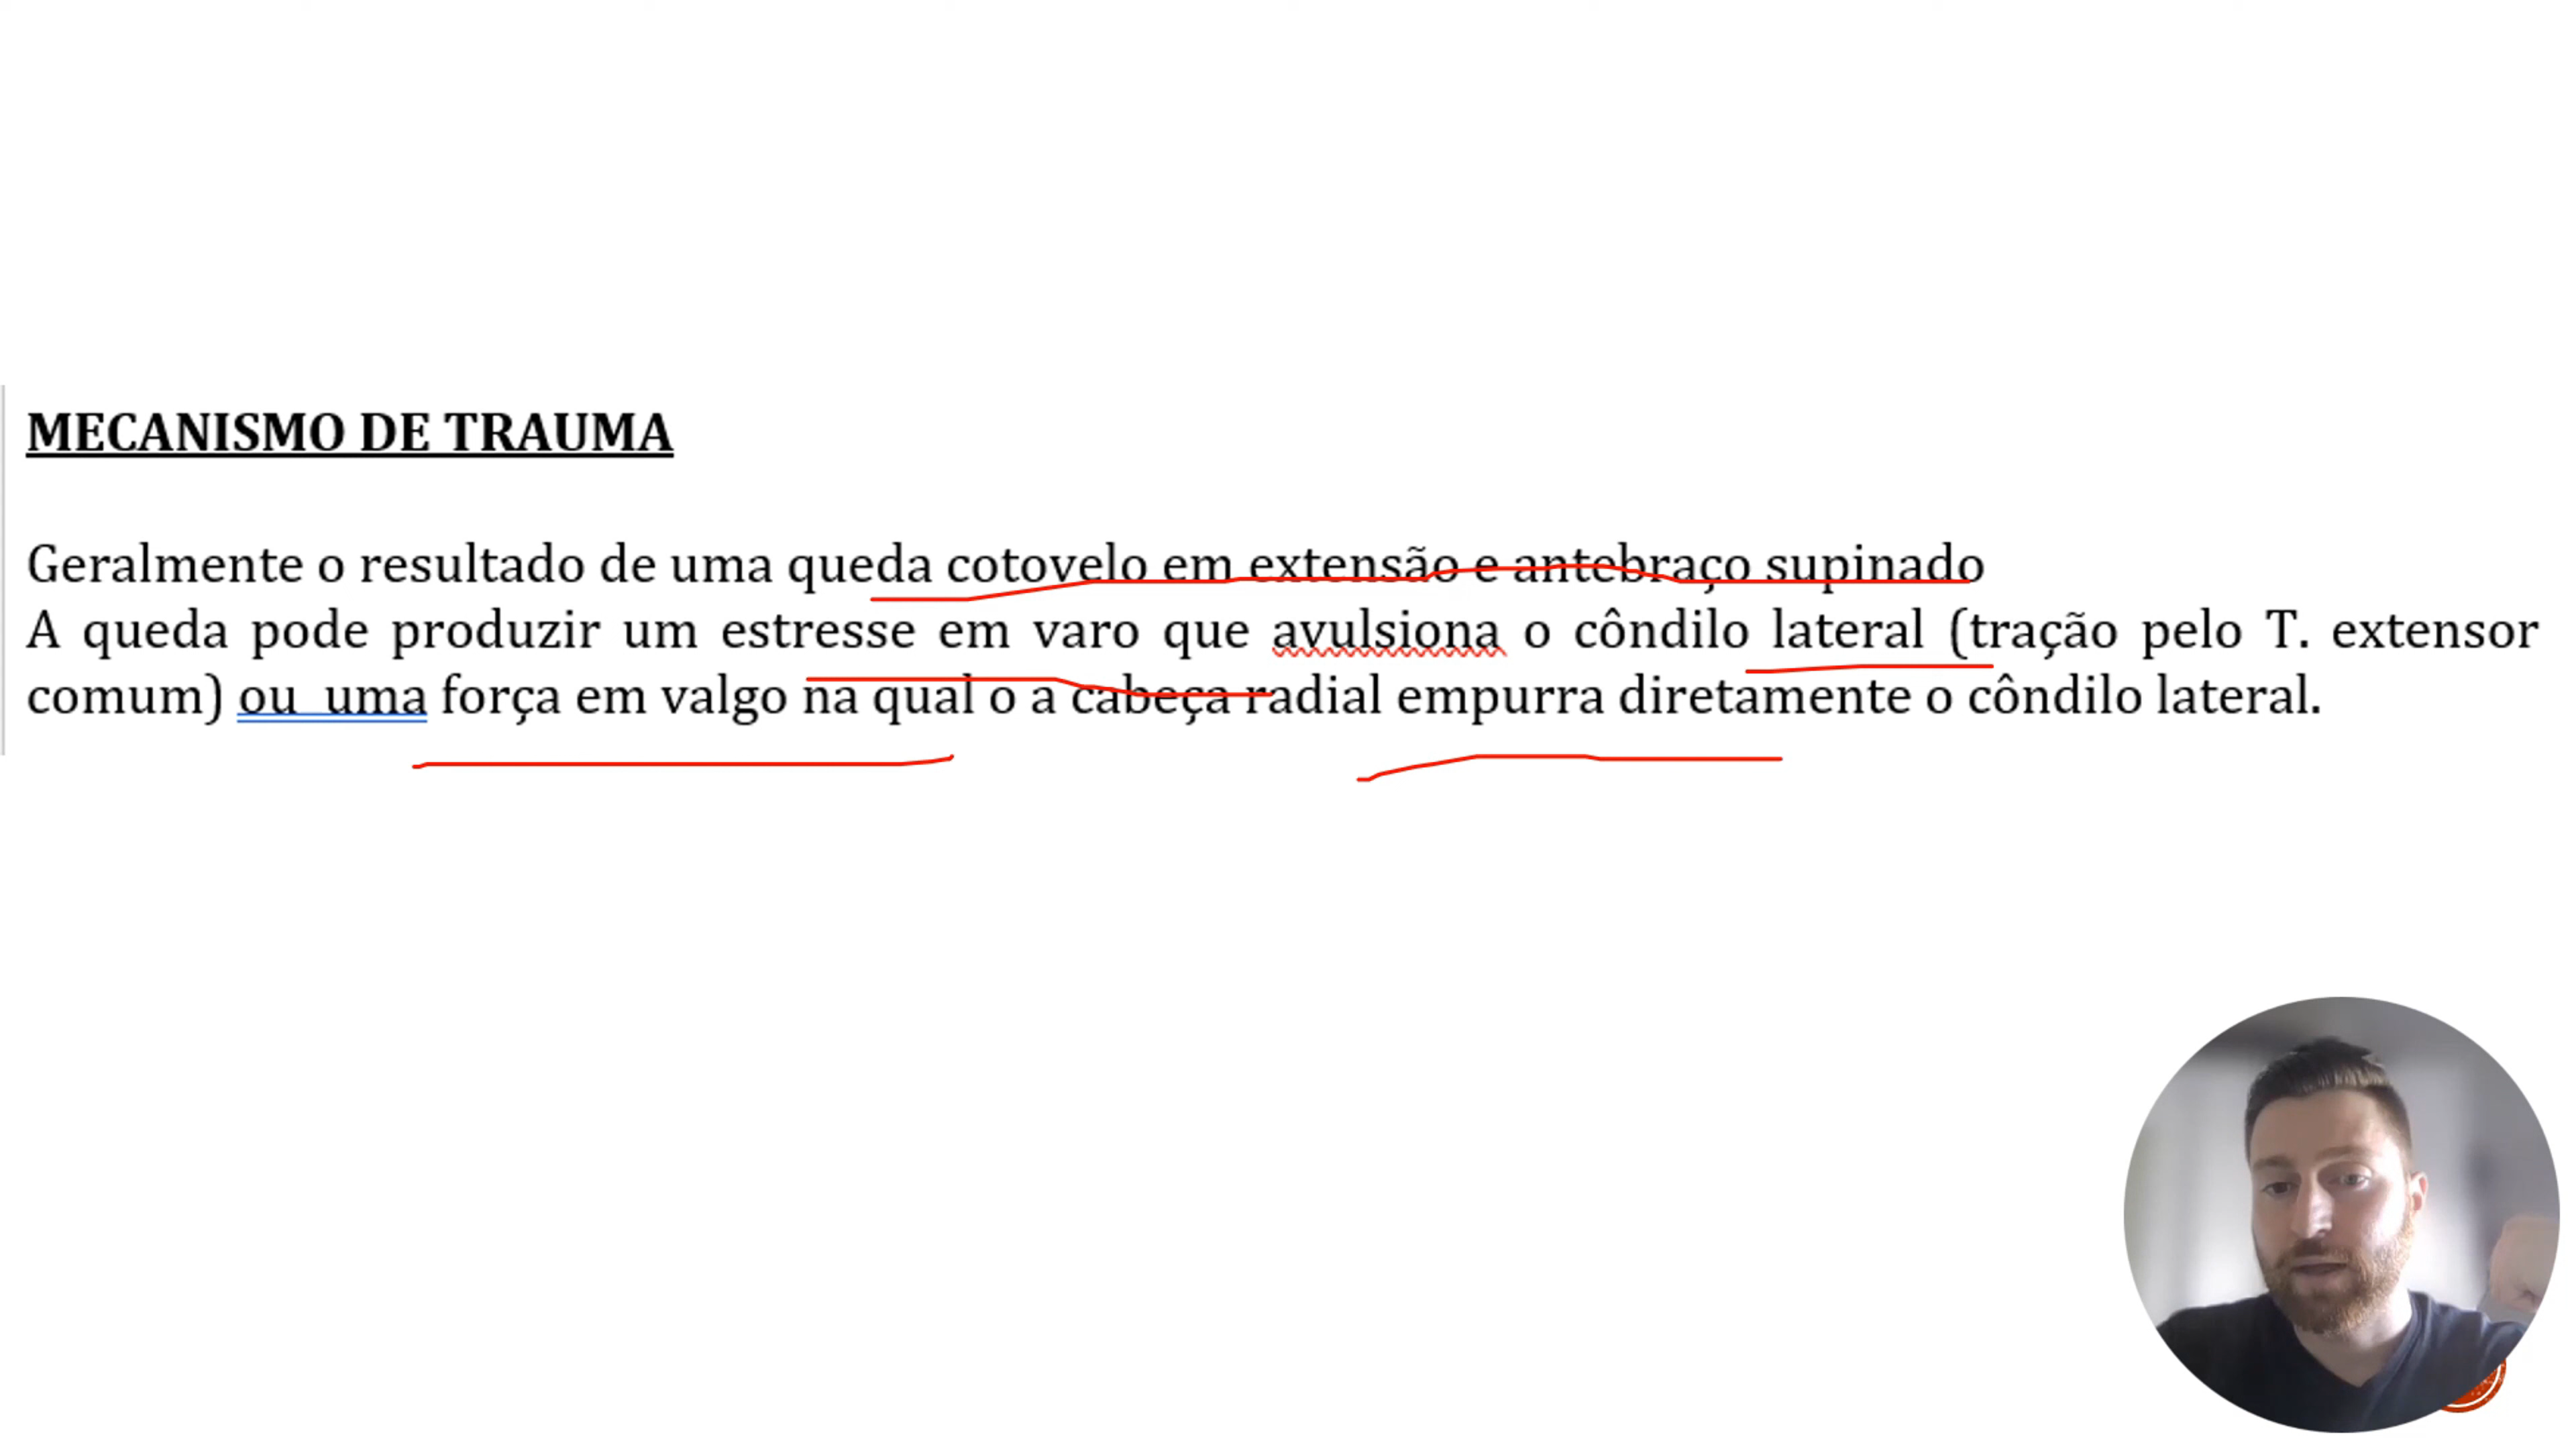 MECANISMO DE TRAUMA
Geralmente o resultado de uma queda cotovelo em extensão e antebraço supinado
A queda pode produzir um estresse em varo que avulsiona o côndilo lateral (tração pelo T. extensor
comum) ou uma força em valgo na qual o a cabeça radial empurra diretamente o côndilo lateral.